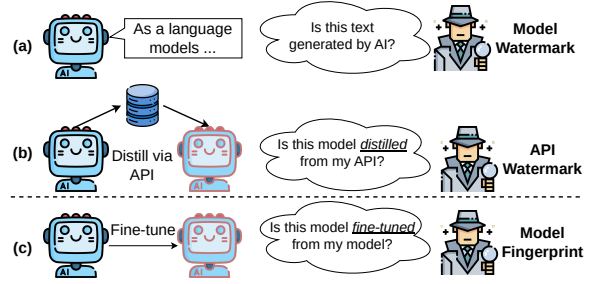 (a)
As a language
models ...
Is this text
generated by AI?
Model
Watermark
AI
(b)
Distill via
API
Is this model distilled
from my API?
API
Watermark
AI
(c)
Fine-tune
Is this model fine-tuned
from my model?
Model
Fingerprint
AI
AI
AI